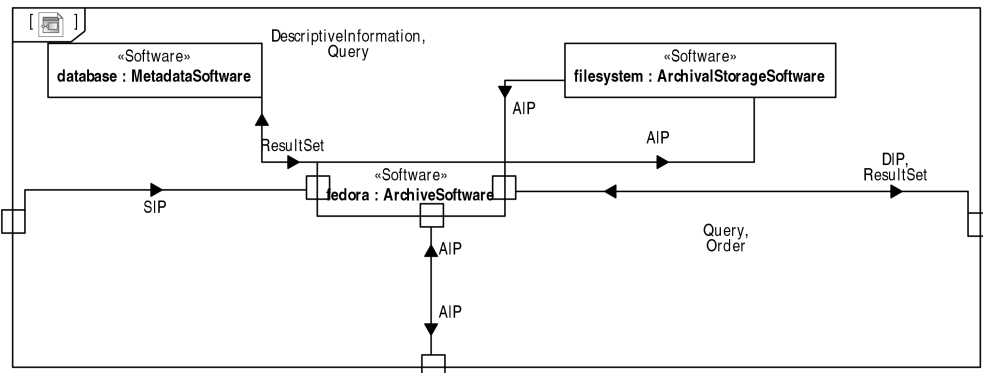 [ ]
DescriptiveInformation,
Query
«Software»
database : MetadataSoftware
«Software»
filesystem : ArchivalStorageSoftware
AIP
ResultSet
AIP
«Software»
fedora : ArchiveSoftware
DIP,
ResultSet
SIP
Query,
Order
AIP
AIP